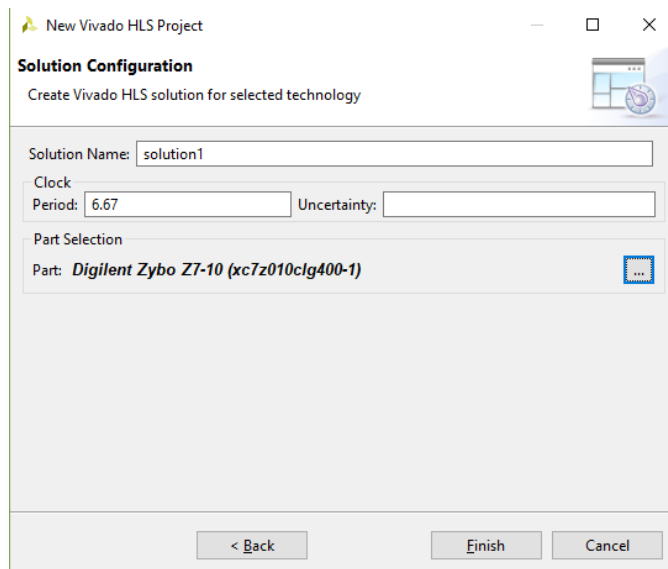 New Vivado HLS Project
Solution Configuration
Create Vivado HLS solution for selected technology
Solution Name: solution1
Clock
Period: 6.67 Uncertainty:
Part Selection
Part: Digilent Zybo Z7-10 (xc7z010clg400-1) ...
< Back Finish Cancel